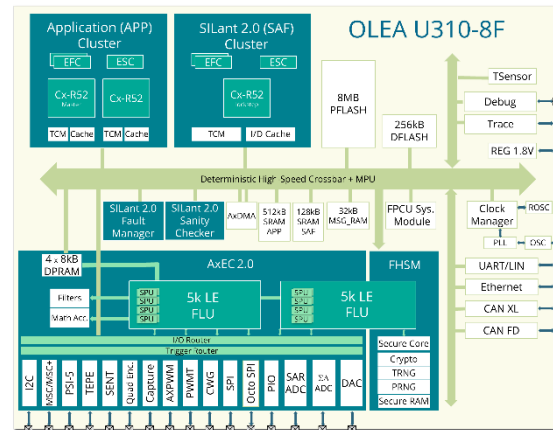 OLEA U310-8F
Application (APP)
Cluster
EFC
ESC
Cx-R52
Cx-R52
TCM
Cache
TCM
Cache
SILant 2.0 (SAF)
Cluster
EFC
ESC
Cx-R52
TCM
I/D Cache
8MB
PFLASH
256kB
DFLASH
TSensor
Debug
Trace
REG 1.8V
Deterministic High Speed Crossbar + MPU
SILant 2.0
Fault
Manager
SILant 2.0
Sanity
Checker
AxDMA
512kB
SRAM
APP
128kB
SRAM
SAF
32kB
MSG_RAM
FPCU Sys.
Module
Clock
Manager
ROSC
PLL
OSC
4 x 8kB
DPRAM
AxEC 2.0
FHSM
UART/LIN
Ethernet
CAN XL
CAN FD
Filters
Math Acc.
SPU
SPU
SPU
SPU
5k LE
FLU
SPU
SPU
SPU
SPU
5k LE
FLU
I/O Router
Trigger Router
Secure Core
Crypto
TRNG
PRNG
Secure RAM
I2C
MSC/MSC+
PSI-5
TEPE
SENT
Quad Enc.
Capture
AXPWM
PWMT
CWG
SPI
Octo SPI
PIO
SAR
ADC
ΣΔ
ADC
DAC